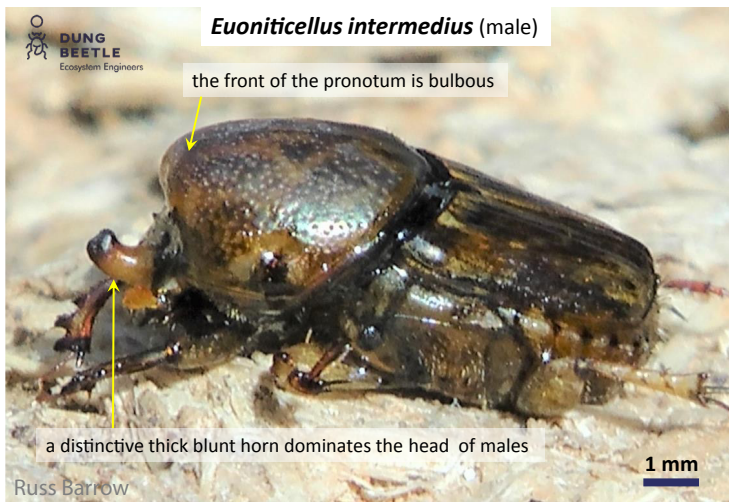 DUNG
BEETLE
Ecosystem Engineers
Euoniticellus intermedius (male)
the front of the pronotum is bulbous
a distinctive thick blunt horn dominates the head of males
1 mm
Russ Barrow